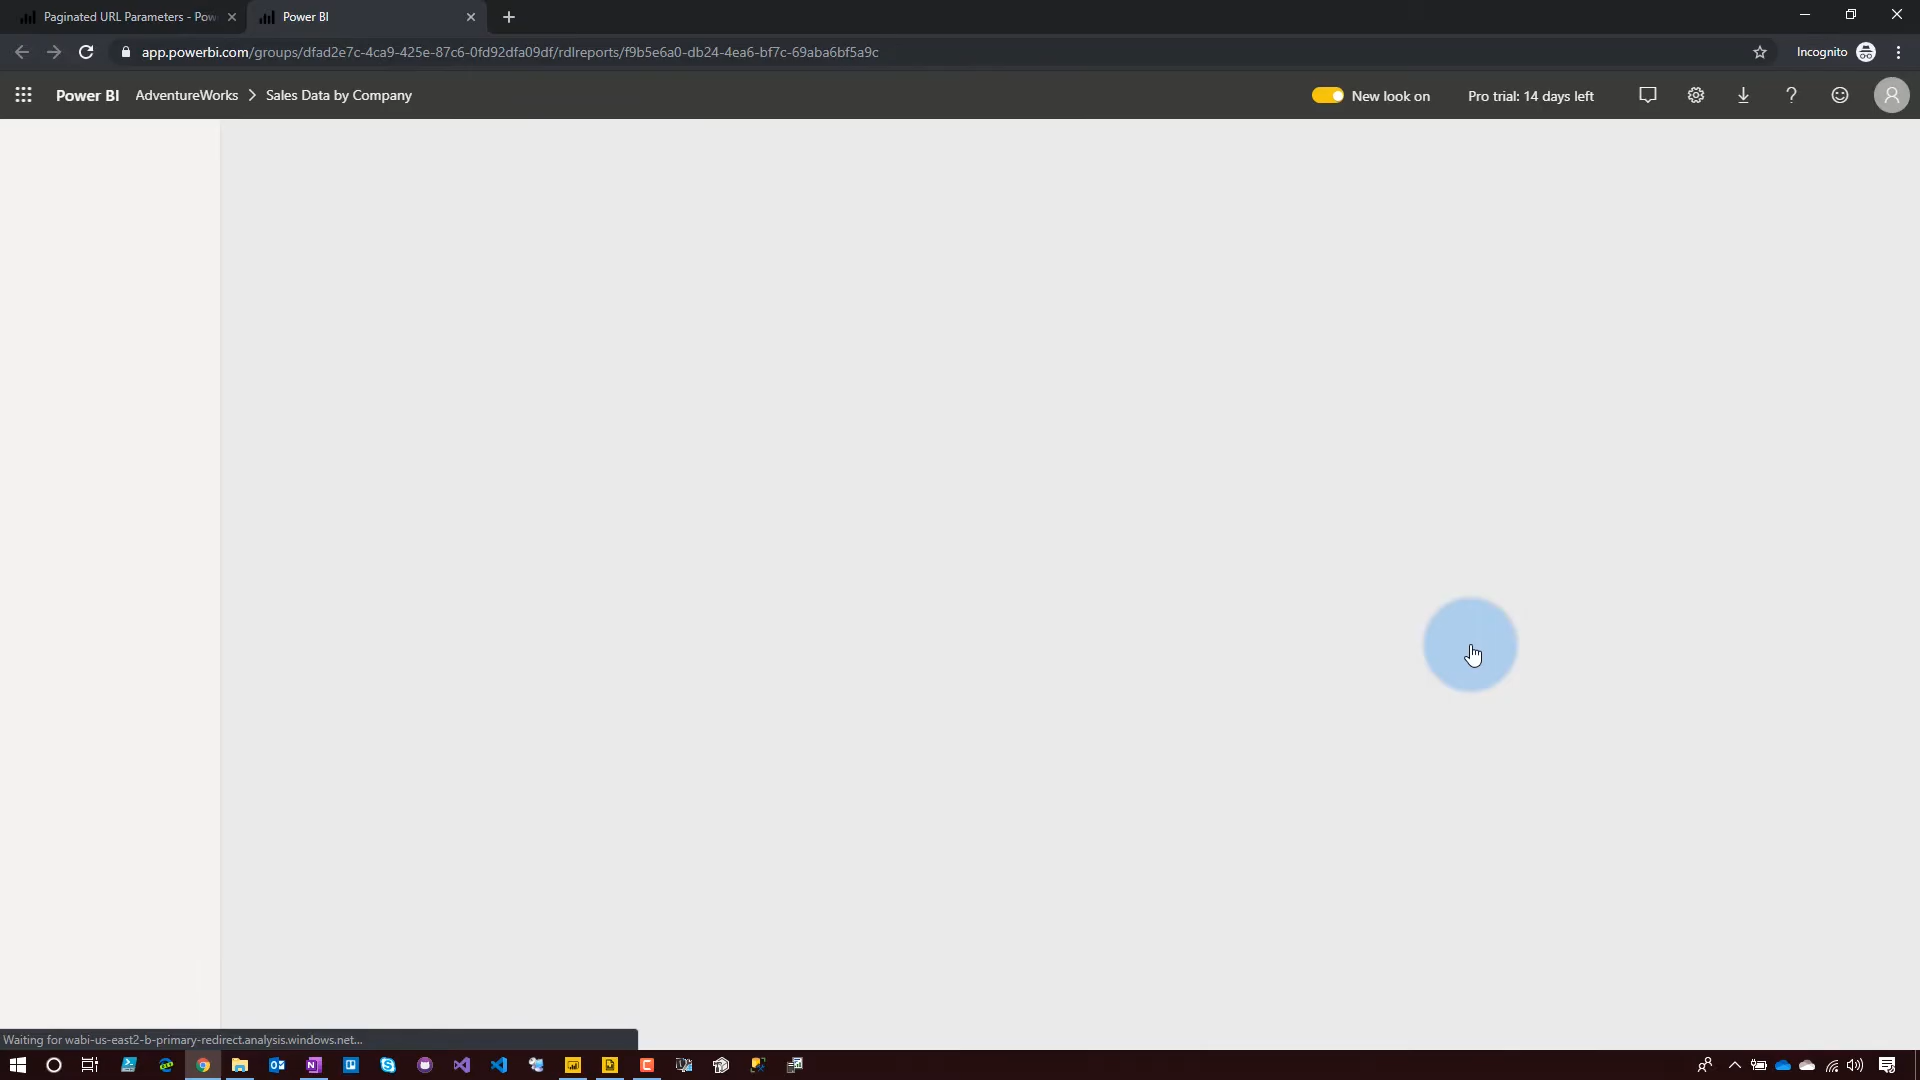 Paginated URL Parameters - Pow
Power BI
app.powerbi.com/groups/dfad2e7c-4ca9-425e-87c6-0fd92dfa09df/rdlreports/f9b5e6a0-db24-4ea6-bf7c-69aba6bf5a9c
Incognito
Power BI AdventureWorks > Sales Data by Company
New look on
Pro trial: 14 days left
Waiting for wabi-us-east2-b-primary-redirect.analysis.windows.net...